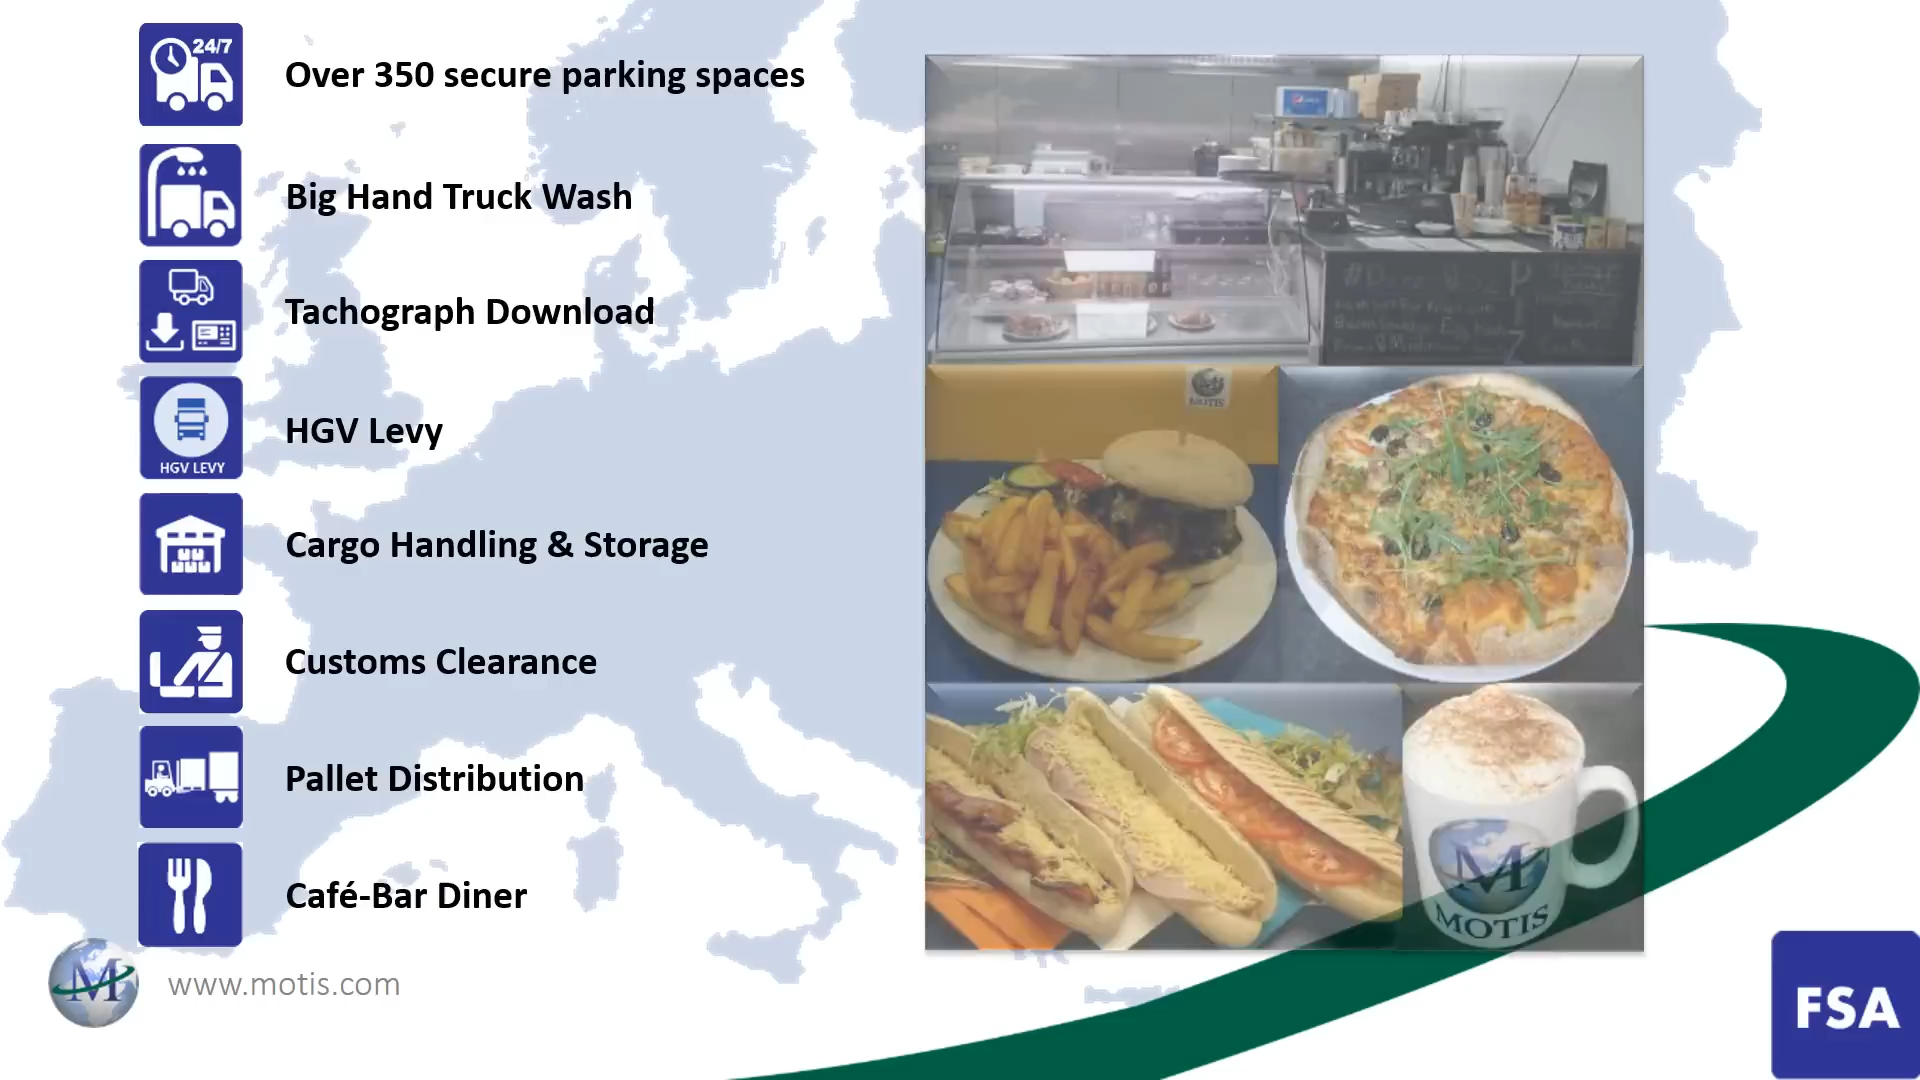 24/7
Over 350 secure parking spaces
Big Hand Truck Wash
Tachograph Download
HGV LEVY
HGV Levy
Cargo Handling & Storage
Customs Clearance
Pallet Distribution
Café-Bar Diner
M
www.motis.com
M
MOTIS
M
MOTIS
FSA